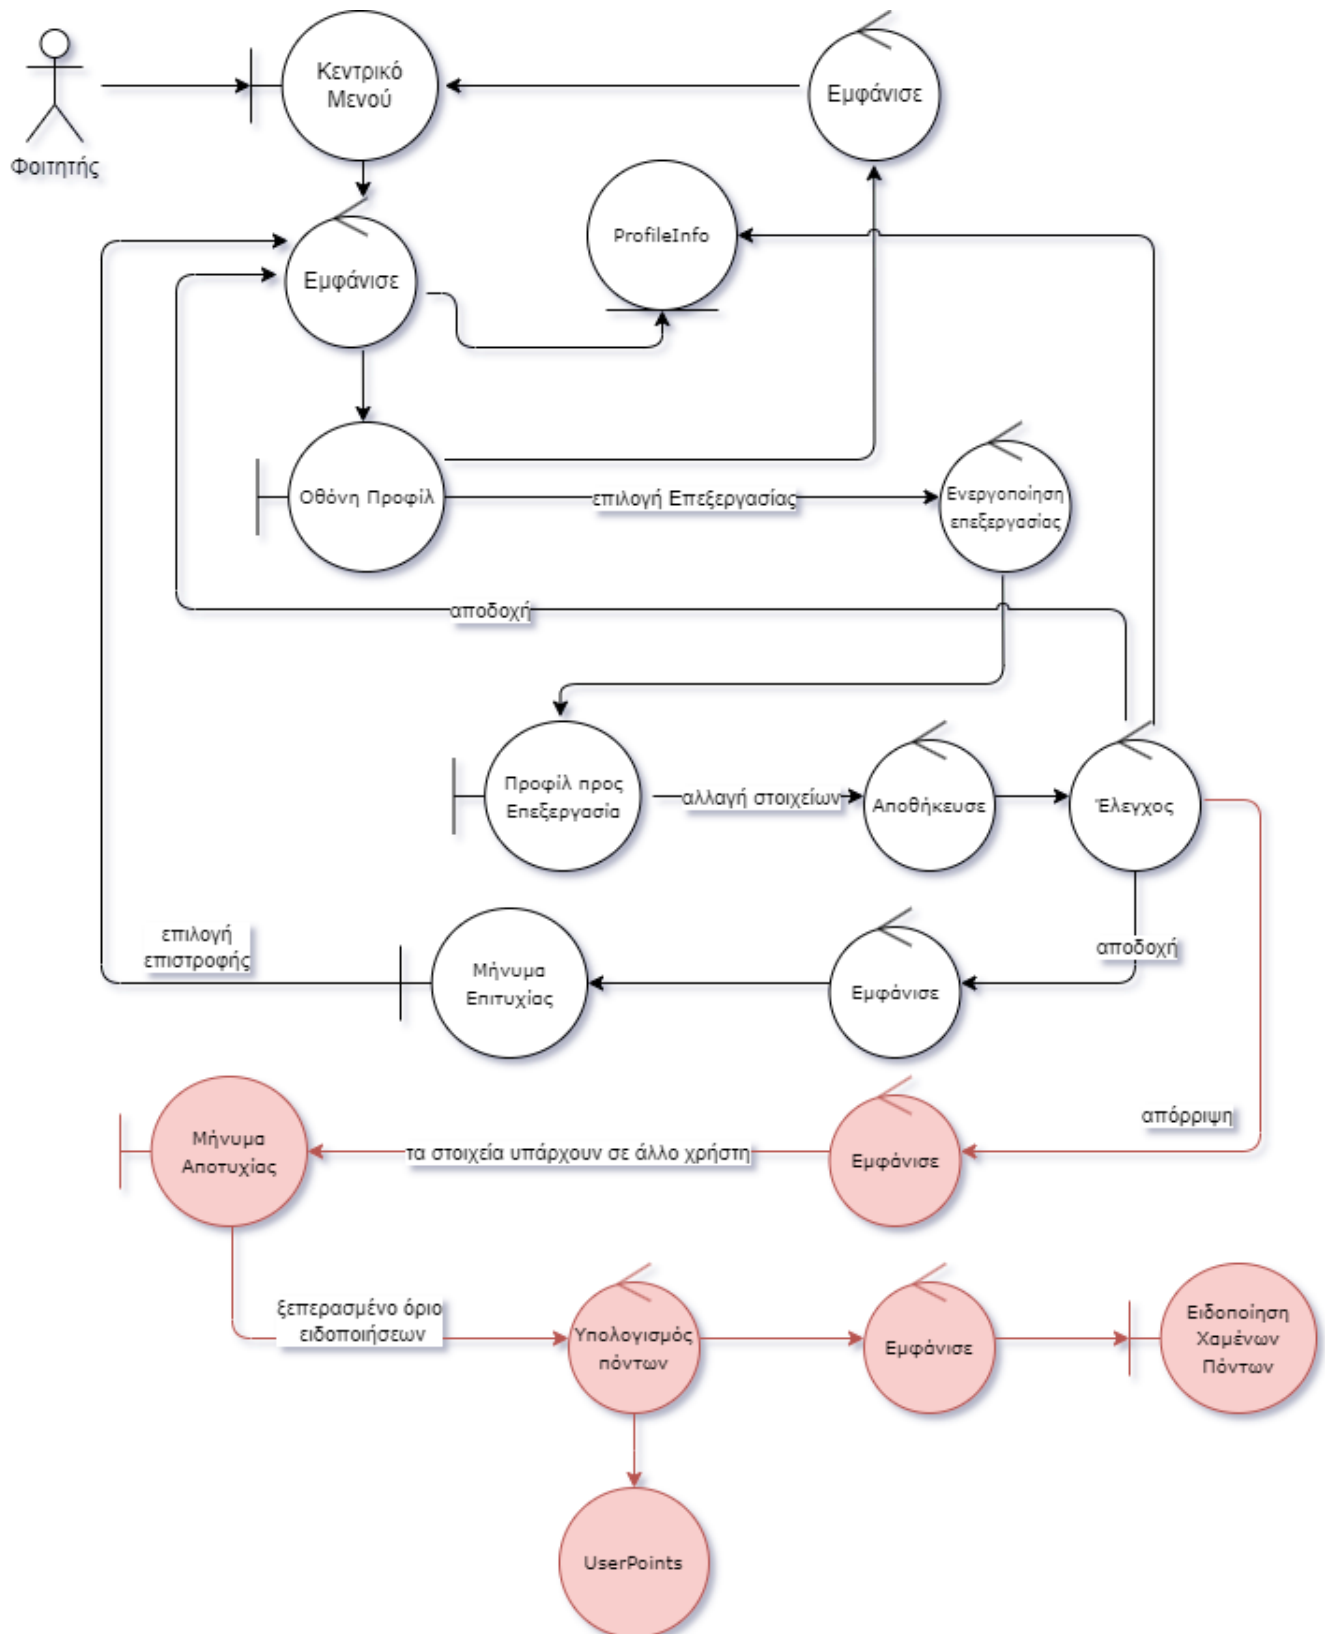 Κεντρικό
Μενού
Εμφάνισε
Φοιτητής
ProfileInfo
Εμφάνισε
Οθόνη Προφίλ
επιλογή Επεξεργασίας
Ενεργοποίηση
επεξεργασίας
αποδοχή
Προφίλ προς
Επεξεργασία
αλλαγή στοιχείων
Αποθήκευσε
Έλεγχος
επιλογή
επιστροφής
Μήνυμα
Επιτυχίας
Εμφάνισε
αποδοχή
Μήνυμα
Αποτυχίας
τα στοιχεία υπάρχουν σε άλλο χρήστη
Εμφάνισε
απόρριψη
ξεπερασμένο όριο
ειδοποιήσεων
Υπολογισμός
πόντων
Εμφάνισε
Ειδοποίηση
Χαμένων
Πόντων
UserPoints